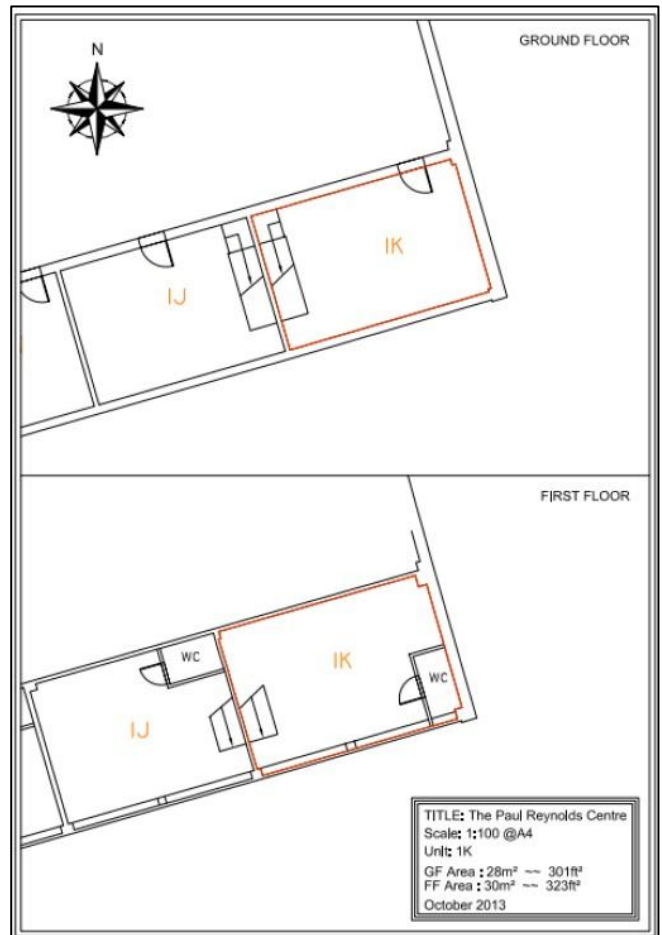 GROUND FLOOR
N
IK
IJ
FIRST FLOOR
WC
IK
WC
IJ
TITLE: The Paul Reynolds Centre
Scale: 1:100 @A4
Unit: 1K
GF Area : 28m² ~~ 301ft²
FF Area : 30m² ~~ 323ft²
October 2013